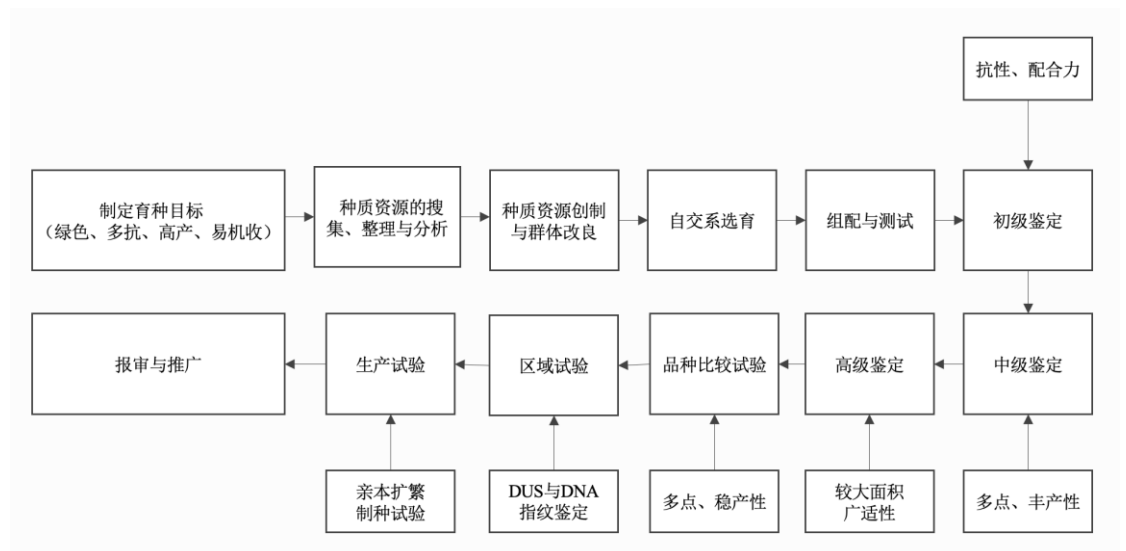 抗性、配合力
制定育种目标
（绿色、多抗、高产、易机收）
种质资源的搜
集、整理与分析
种质资源创制
与群体改良
自交系选育
组配与测试
初级鉴定
报审与推广
生产试验
区域试验
品种比较试验
高级鉴定
中级鉴定
亲本扩繁
制种试验
DUS与DNA
指纹鉴定
多点、稳产性
较大面积
广适性
多点、丰产性